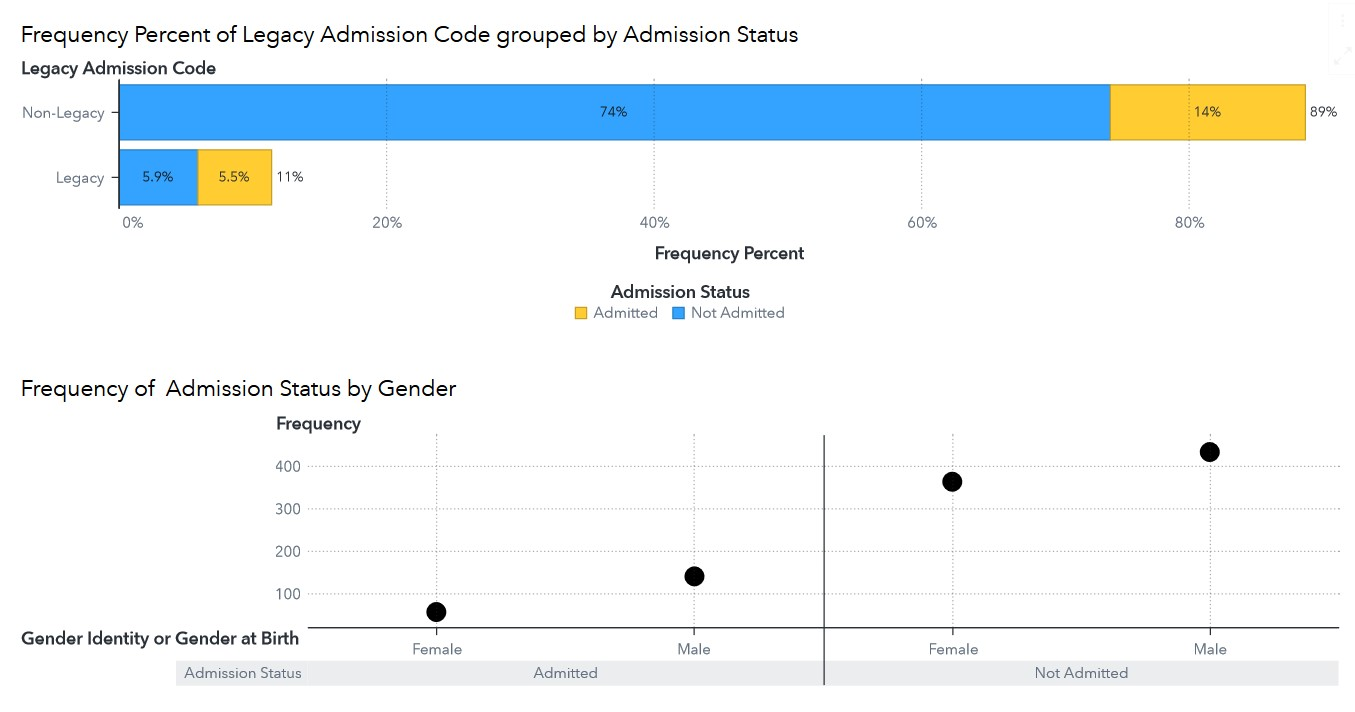 Frequency Percent of Legacy Admission Code grouped by Admission Status
Legacy Admission Code
Non-Legacy 74% 14% 89%
Legacy 5.9% 5.5% 11%
0% 20% 40% 60% 80%
Frequency Percent
Admission Status
Admitted Not Admitted
Frequency of Admission Status by Gender
Frequency
400
300
200
100
Gender Identity or Gender at Birth
Female Male Female Male
Admission Status Admitted Not Admitted